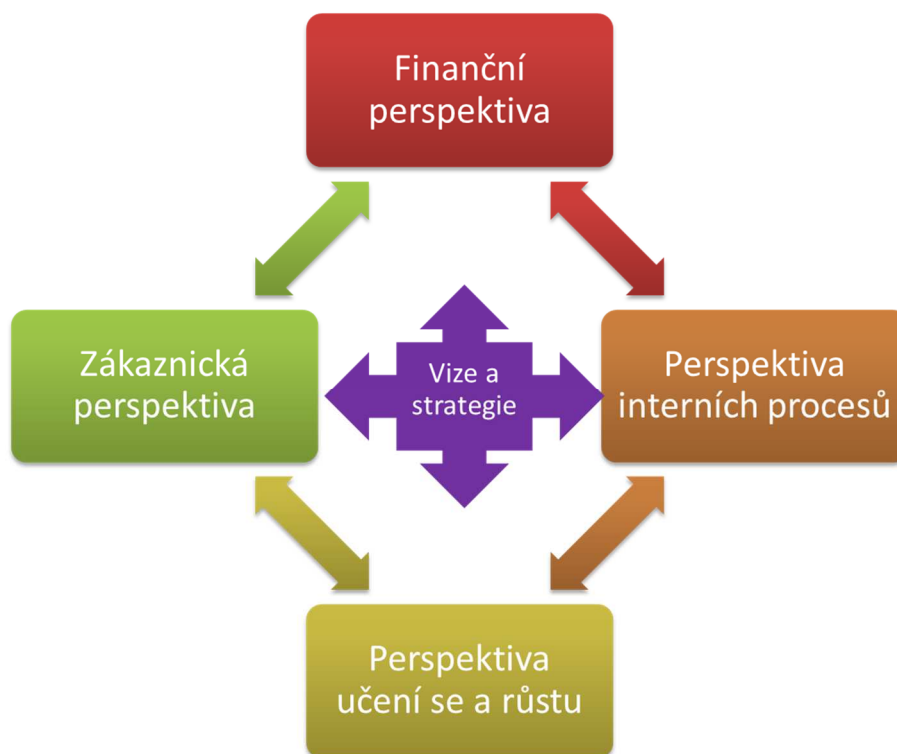 Finanční
perspektiva
Zákaznická
perspektiva
Vize a
strategie
Perspektiva
interních procesů
Perspektiva
učení se a růstu